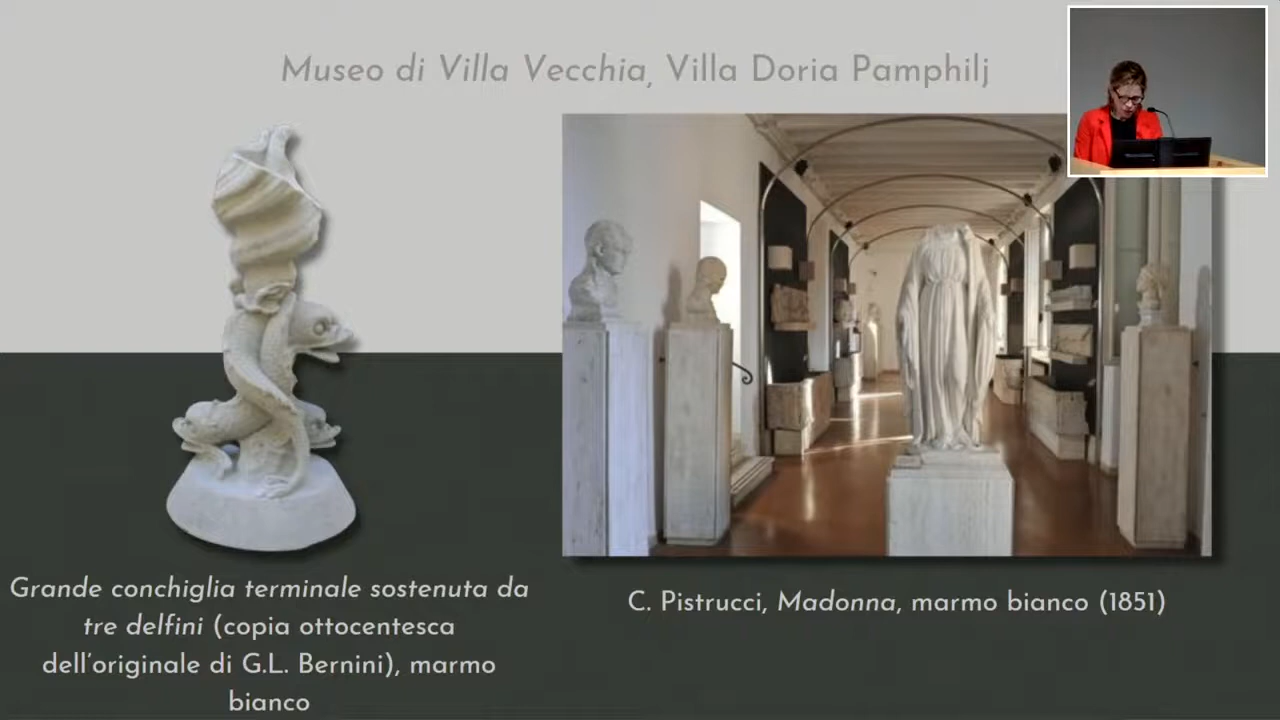 Museo di Villa Vecchia, Villa Doria Pamphilj
Grande conchiglia terminale sostenuta da
tre delfini (copia ottocentesca
dell'originale di G.L. Bernini), marmo
bianco
C. Pistrucci, Madonna, marmo bianco (1851)